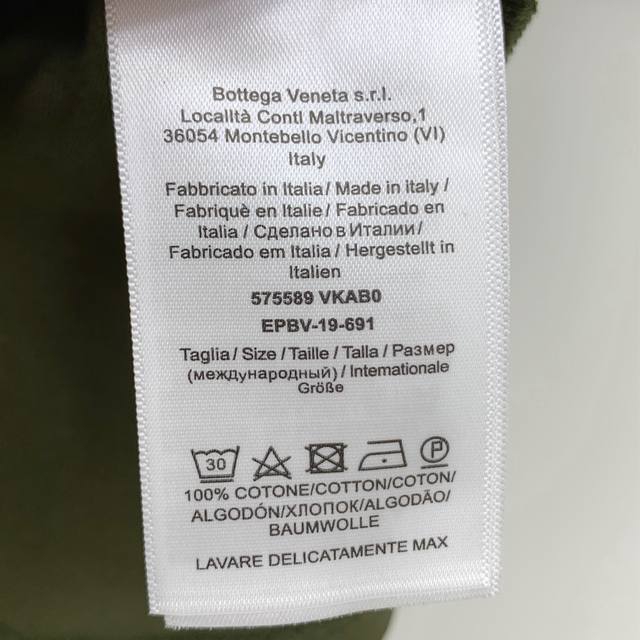 Bottega Veneta s.r.l.
Locallтà Contl Maltraverso,1
36054 Montebello Vicentino (VI)
Italy
Fabbricato in Italia/ Made in italy /
Fabriquè en Italie/ Fabricado en
Italia / Сделано в Италии/
Fabricado em Italia / Hergestellt in
Italien
575589 VKAB0
EPBV-19-691
Taglia / Size / Taille / Talla / Размер
(международный) / Internationale
Größe
30 P
100% COTONE/COTTON/COTON/
ALGODÓN/ХЛОПОК/ALGODÃO/
BAUMWOLLE
LAVARE DELICATAMENTE MAX